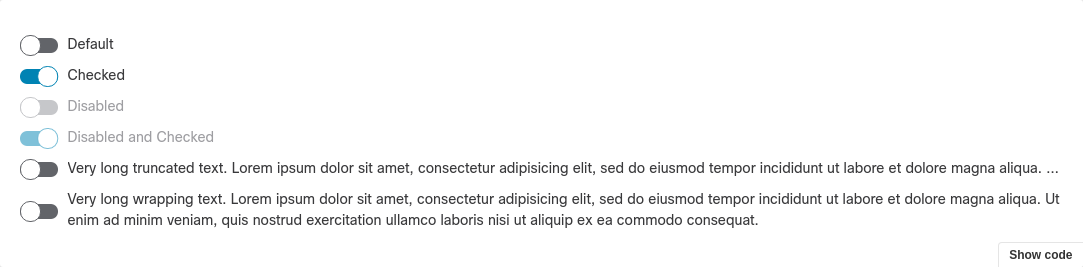 Default
Checked
Disabled
Disabled and Checked
Very long truncated text. Lorem ipsum dolor sit amet, consectetur adipisicing elit, sed do eiusmod tempor incididunt ut labore et dolore magna aliqua. ...
Very long wrapping text. Lorem ipsum dolor sit amet, consectetur adipisicing elit, sed do eiusmod tempor incididunt ut labore et dolore magna aliqua. Ut
enim ad minim veniam, quis nostrud exercitation ullamco laboris nisi ut aliquip ex ea commodo consequat.
Show code